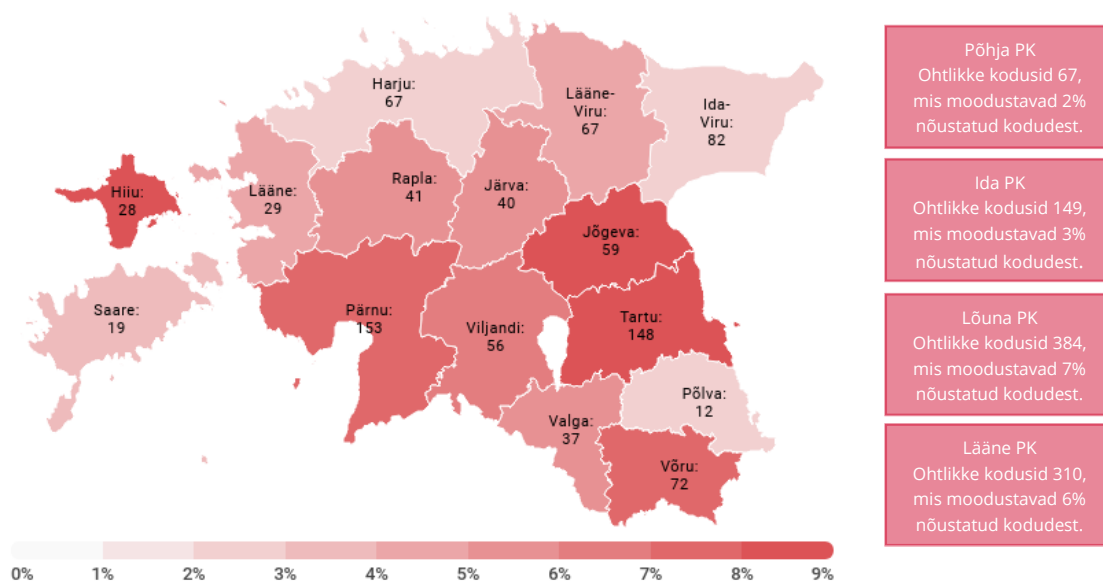 Harju:
67
Lääne-
Viru:
67
Ida-
Viru:
82
Hiiu:
28
Lääne:
29
Rapla:
41
Järva:
40
Jõgeva:
59
Saare:
19
Pärnu:
153
Viljandi:
56
Tartu:
148
Põlva:
12
Valga:
37
Võru:
72
0% 1% 2% 3% 4% 5% 6% 7% 8% 9%
Põhja PK
Ohtlikke kodusid 67,
mis moodustavad 2%
nõustatud kodudest.
Ida PK
Ohtlikke kodusid 149,
mis moodustavad 3%
nõustatud kodudest.
Lõuna PK
Ohtlikke kodusid 384,
mis moodustavad 7%
nõustatud kodudest.
Lääne PK
Ohtlikke kodusid 310,
mis moodustavad 6%
nõustatud kodudest.